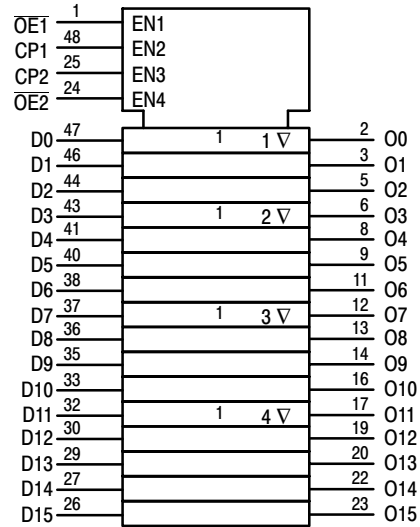 OE1 1 EN1
CP1 48 EN2
CP2 25 EN3
OE2 24 EN4
D0 47 1 1 ∇ 2 O0
D1 46 3 O1
D2 44 5 O2
D3 43 1 2 ∇ 6 O3
D4 41 8 O4
D5 40 9 O5
D6 38 11 O6
D7 37 1 3 ∇ 12 O7
D8 36 13 O8
D9 35 14 O9
D10 33 16 O10
D11 32 1 4 ∇ 17 O11
D12 30 19 O12
D13 29 20 O13
D14 27 22 O14
D15 26 23 O15